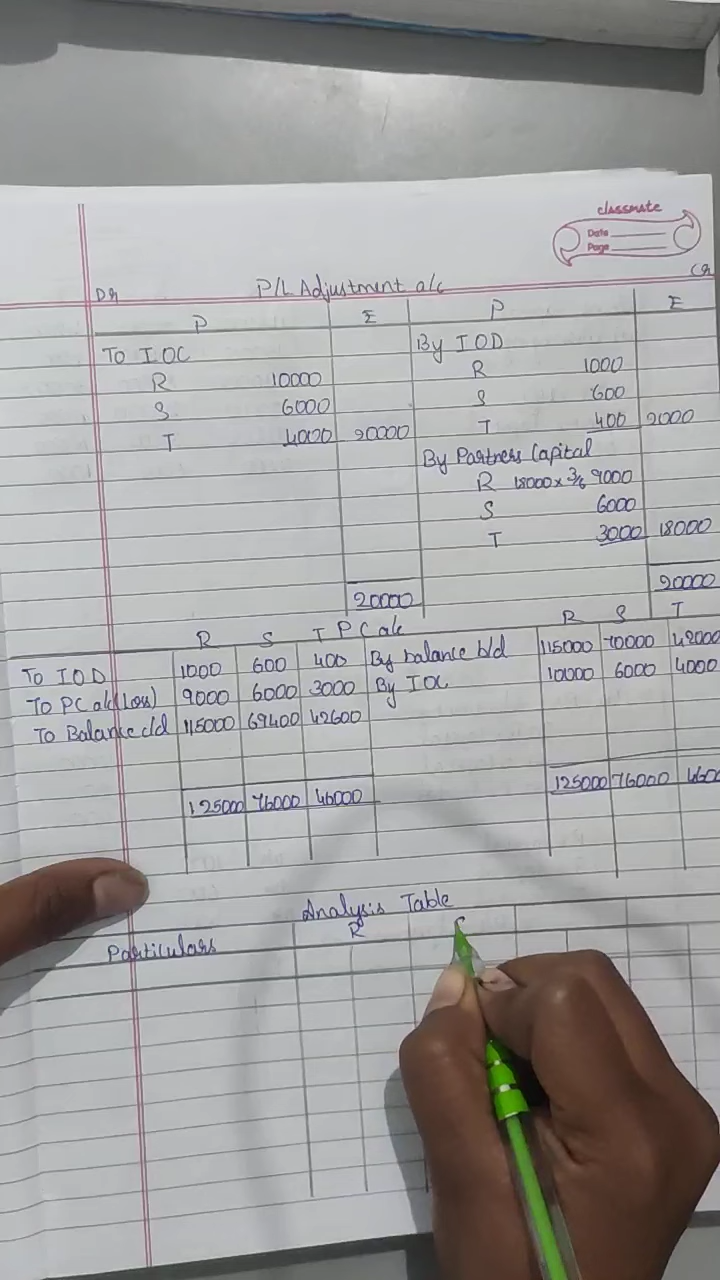 classmate
Date
Page
Dr P/L Adjustment a/c Cr
P Σ P Σ
To IOC By IOD
R 10000 R 1000
S 6000 S 600
T 4000 20000 T 400 2000
By Partners Capital
R 18000 x 3/6 9000
S 6000
T 3000 18000
20000 20000
R S T PC a/c R S T
To IOD 1000 600 400 By balance b/d 115000 70000 42000
To PC a/c (Loss) 9000 6000 3000 By IOC 10000 6000 4000
To Balance c/d 115000 69400 42600
125000 76000 46000 125000 76000 4600
Analysis Table
Particulars R S